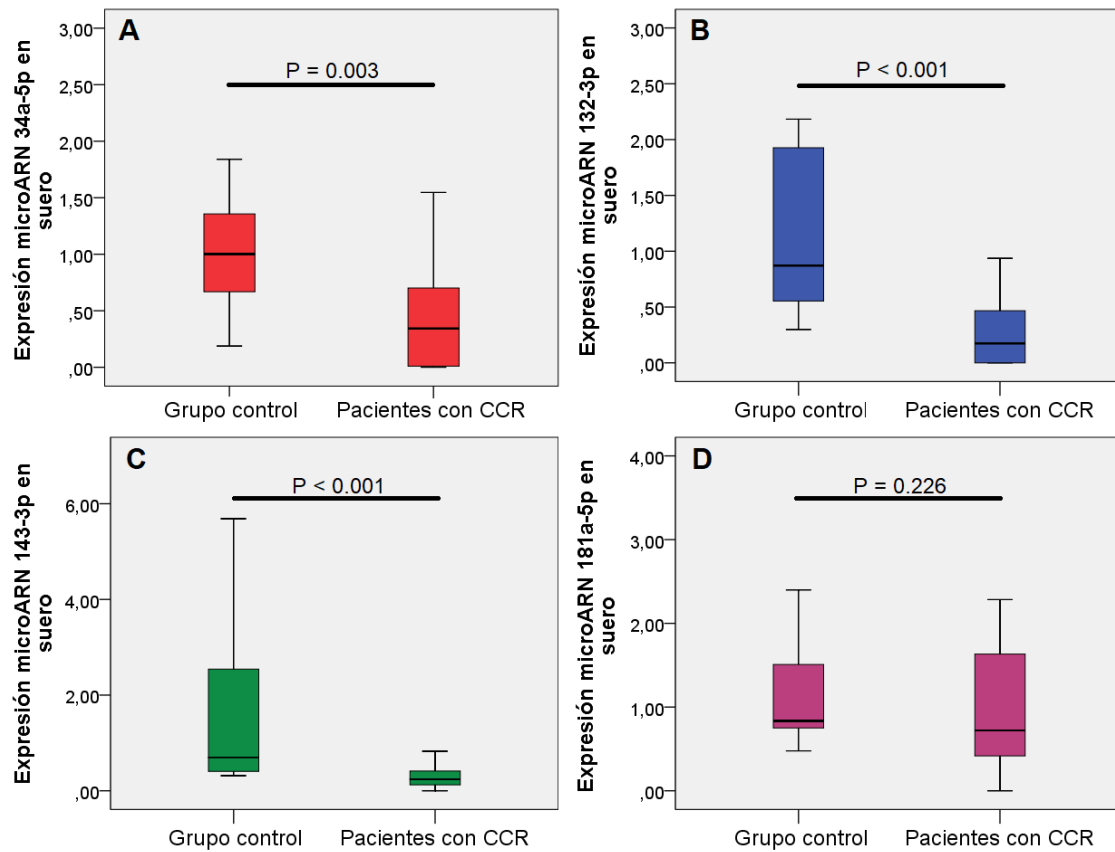 A
Expresión microARN 34a-5p en
suero
3,00
2,50
2,00
1,50
1,00
,50
,00
P = 0.003
Grupo control
Pacientes con CCR
B
Expresión microARN 132-3p en
suero
3,00
2,50
2,00
1,50
1,00
,50
,00
P < 0.001
Grupo control
Pacientes con CCR
C
Expresión microARN 143-3p en
suero
6,00
4,00
2,00
,00
P < 0.001
Grupo control
Pacientes con CCR
D
Expresión microARN 181a-5p en
suero
4,00
3,00
2,00
1,00
,00
P = 0.226
Grupo control
Pacientes con CCR